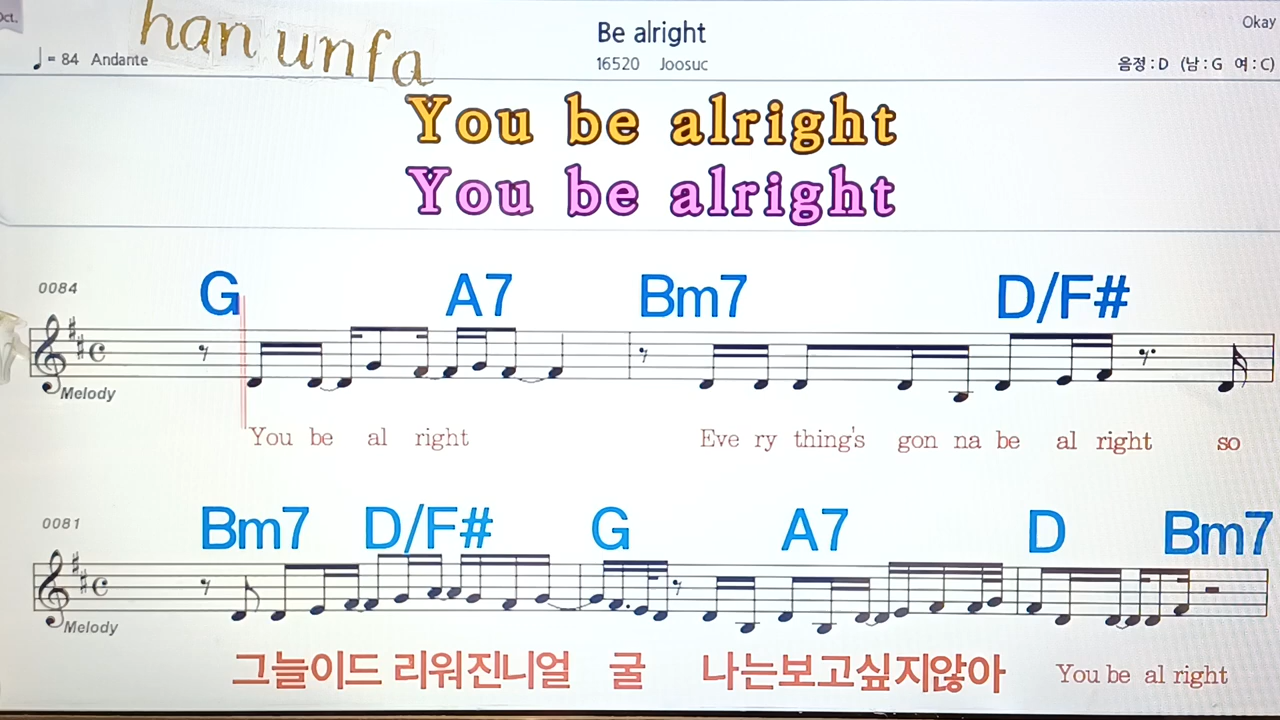 Oct.
han unfa
Be alright
Okay
♩= 84 Andante
16520 Joosuc
음정 : D (남 : G 여 : C)
You be alright
You be alright
G A7 Bm7 D/F#
0084
Melody
You be al right Eve ry thing's gon na be al right so
Bm7 D/F# G A7 D Bm7
0081
Melody
그늘이드 리워진니얼 굴 나는보고싶지않아 You be al right